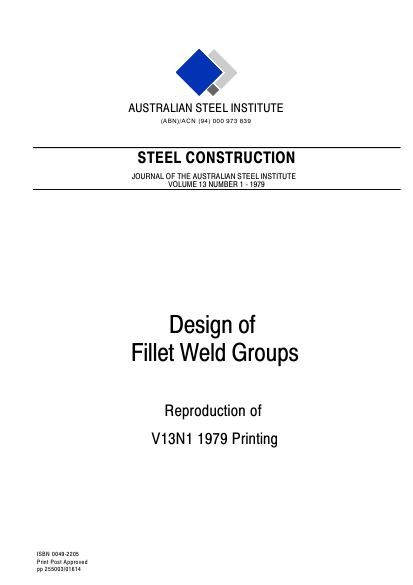 AUSTRALIAN STEEL INSTITUTE
(ABN)/ACN (94) 000 973 839
STEEL CONSTRUCTION
JOURNAL OF THE AUSTRALIAN STEEL INSTITUTE
VOLUME 13 NUMBER 1 - 1979
Design of
Fillet Weld Groups
Reproduction of
V13N1 1979 Printing
ISBN 0049-2205
Print Post Approved
pp 255003/01614